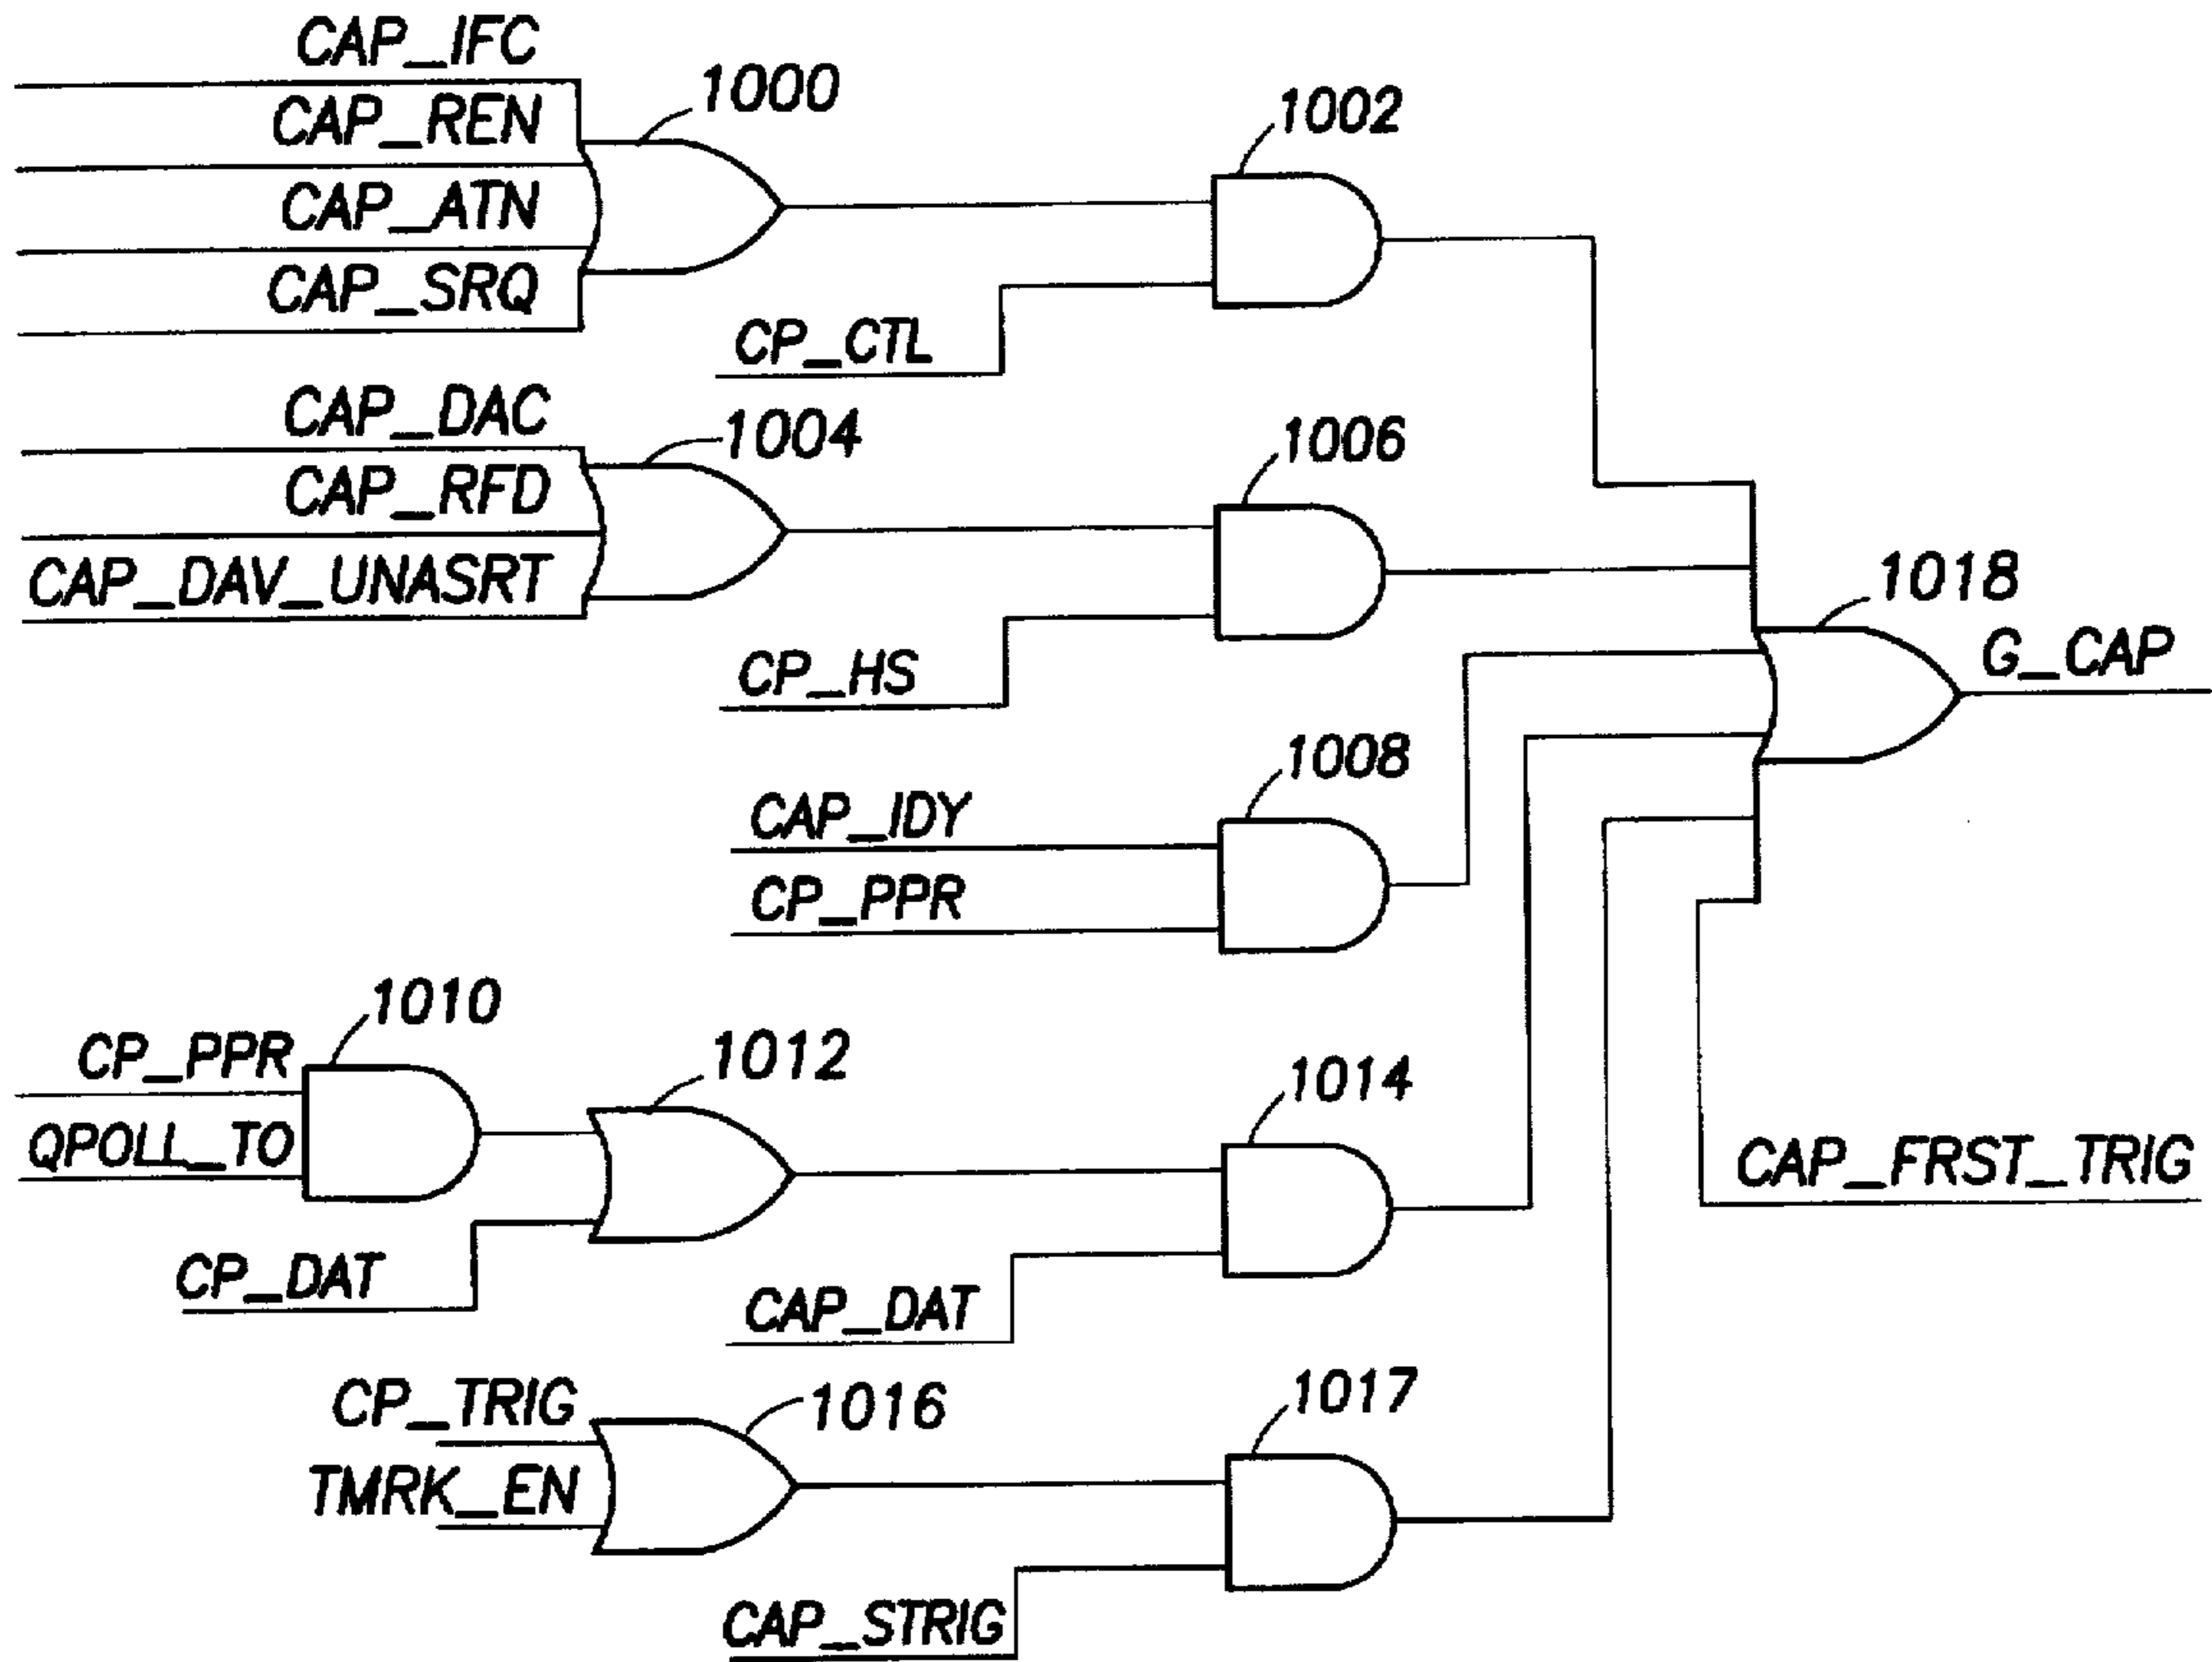 CAP_IFC
1000
CAP_REN
1002
CAP_ATN
CAP_SRQ
CP_CTL
CAP_DAC
1004
1006
CAP_RFD
CAP_DAV_UNASRT
1018
G_CAP
CP_HS
1008
CAP_IDY
CP_PPR
1010
CP_PPR
1012
1014
QPOLL_TO
CAP_FRST_TRIG
CP_DAT
CAP_DAT
CP_TRIG
1016
1017
TMRK_EN
CAP_STRIG